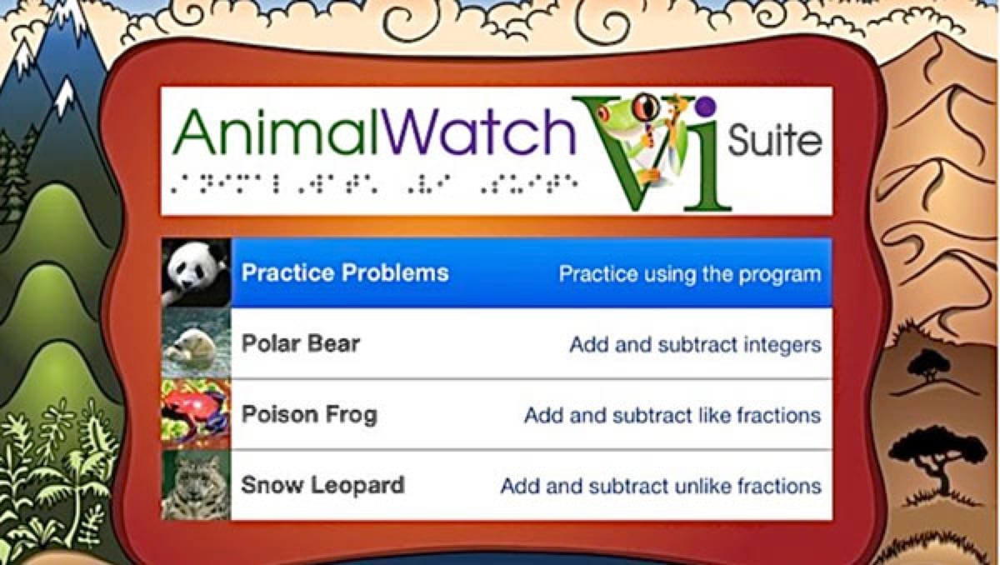 AnimalWatch Vi Suite
Practice Problems Practice using the program
Polar Bear Add and subtract integers
Poison Frog Add and subtract like fractions
Snow Leopard Add and subtract unlike fractions